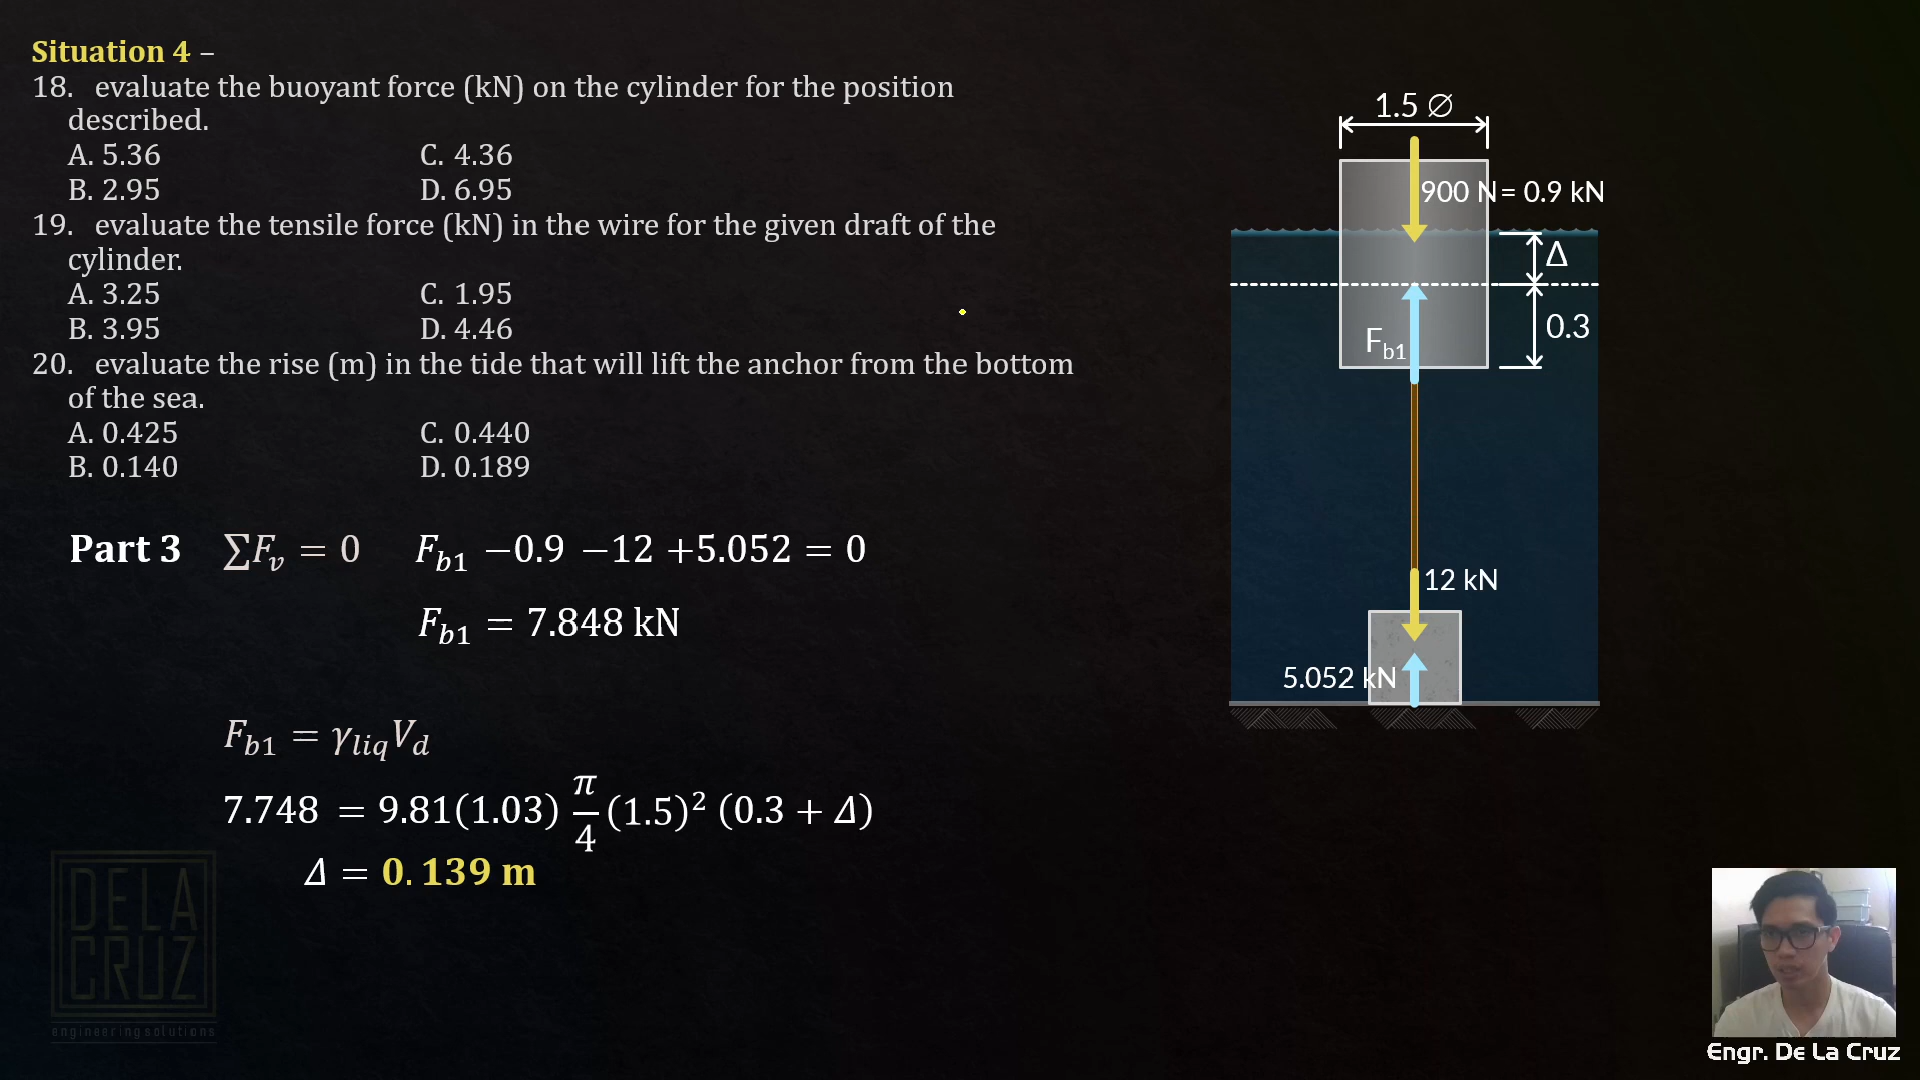 Situation 4 –
18. evaluate the buoyant force (kN) on the cylinder for the position
described.
A. 5.36 C. 4.36
B. 2.95 D. 6.95
19. evaluate the tensile force (kN) in the wire for the given draft of the
cylinder.
A. 3.25 C. 1.95
B. 3.95 D. 4.46
20. evaluate the rise (m) in the tide that will lift the anchor from the bottom
of the sea.
A. 0.425 C. 0.440
B. 0.140 D. 0.189
Part 3 ∑Fᵥ = 0 F_b1 −0.9 −12 +5.052 = 0
F_b1 = 7.848 kN
F_b1 = γ_liq V_d
7.748 = 9.81(1.03) π/4 (1.5)² (0.3 + Δ)
Δ = 0.139 m
1.5 ∅
900 N = 0.9 kN
Δ
0.3
F_b1
12 kN
5.052 kN
DELA
CRUZ
engineering solutions
Engr. De La Cruz